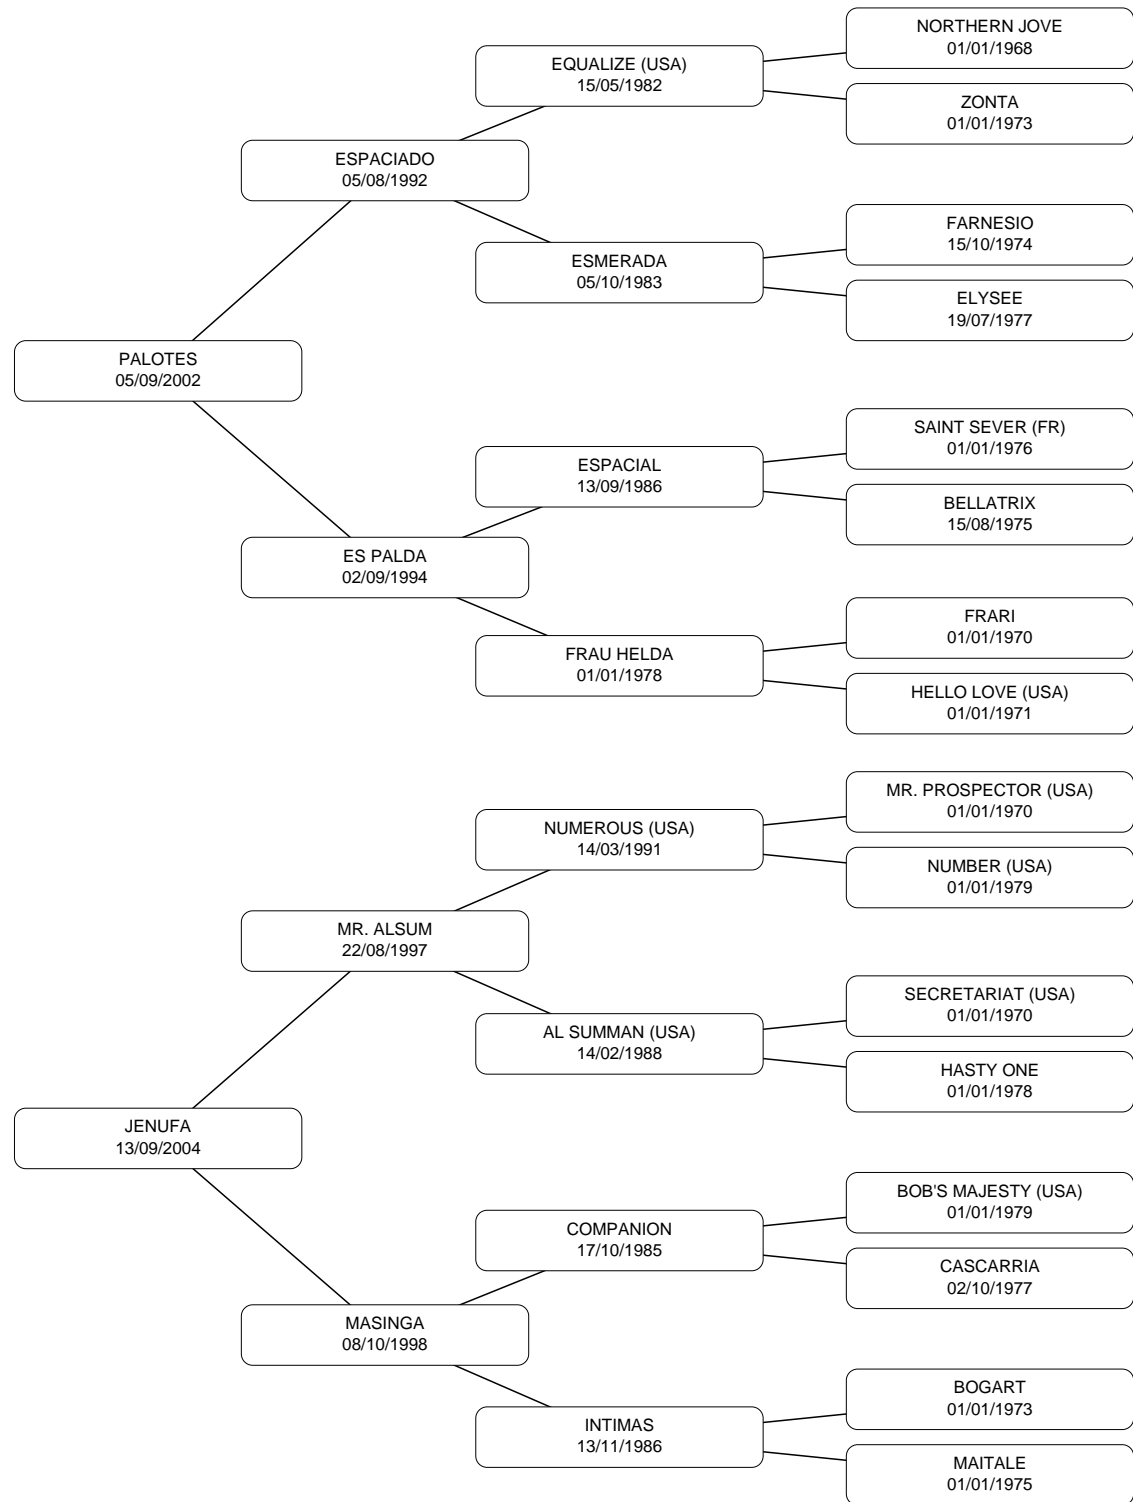 NORTHERN JOVE
01/01/1968
EQUALIZE (USA)
15/05/1982
ZONTA
01/01/1973
ESPACIADO
05/08/1992
FARNESIO
15/10/1974
ESMERADA
05/10/1983
ELYSEE
19/07/1977
PALOTES
05/09/2002
SAINT SEVER (FR)
01/01/1976
ESPACIAL
13/09/1986
BELLATRIX
15/08/1975
ES PALDA
02/09/1994
FRARI
01/01/1970
FRAU HELDA
01/01/1978
HELLO LOVE (USA)
01/01/1971
MR. PROSPECTOR (USA)
01/01/1970
NUMEROUS (USA)
14/03/1991
NUMBER (USA)
01/01/1979
MR. ALSUM
22/08/1997
SECRETARIAT (USA)
01/01/1970
AL SUMMAN (USA)
14/02/1988
HASTY ONE
01/01/1978
JENUFA
13/09/2004
BOB'S MAJESTY (USA)
01/01/1979
COMPANION
17/10/1985
CASCARRIA
02/10/1977
MASINGA
08/10/1998
BOGART
01/01/1973
INTIMAS
13/11/1986
MAITALE
01/01/1975